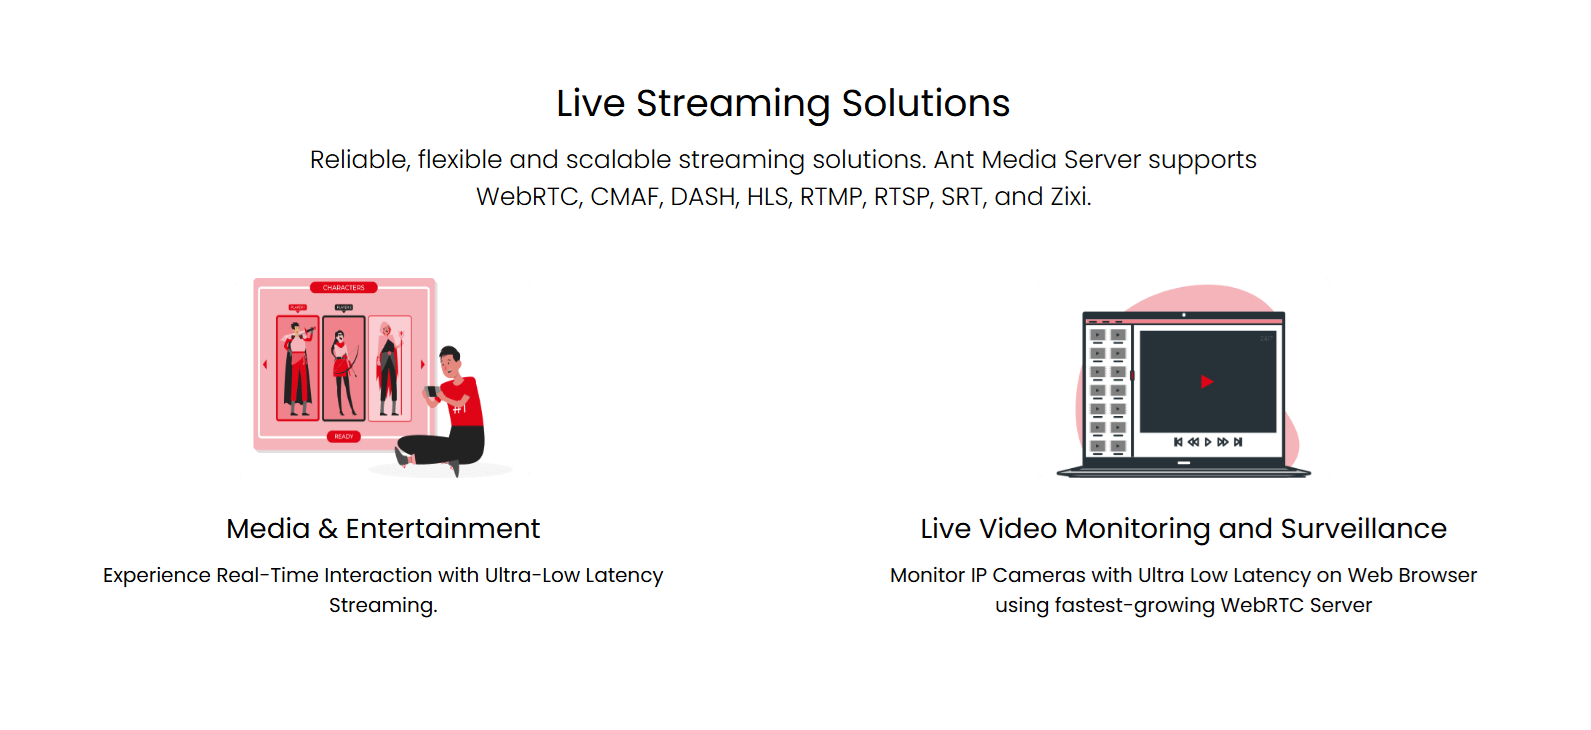 Live Streaming Solutions
Reliable, flexible and scalable streaming solutions. Ant Media Server supports
WebRTC, CMAF, DASH, HLS, RTMP, RTSP, SRT, and Zixi.
CHARACTERS
READY
#1
Media & Entertainment
Experience Real-Time Interaction with Ultra-Low Latency
Streaming.
Live Video Monitoring and Surveillance
Monitor IP Cameras with Ultra Low Latency on Web Browser
using fastest-growing WebRTC Server